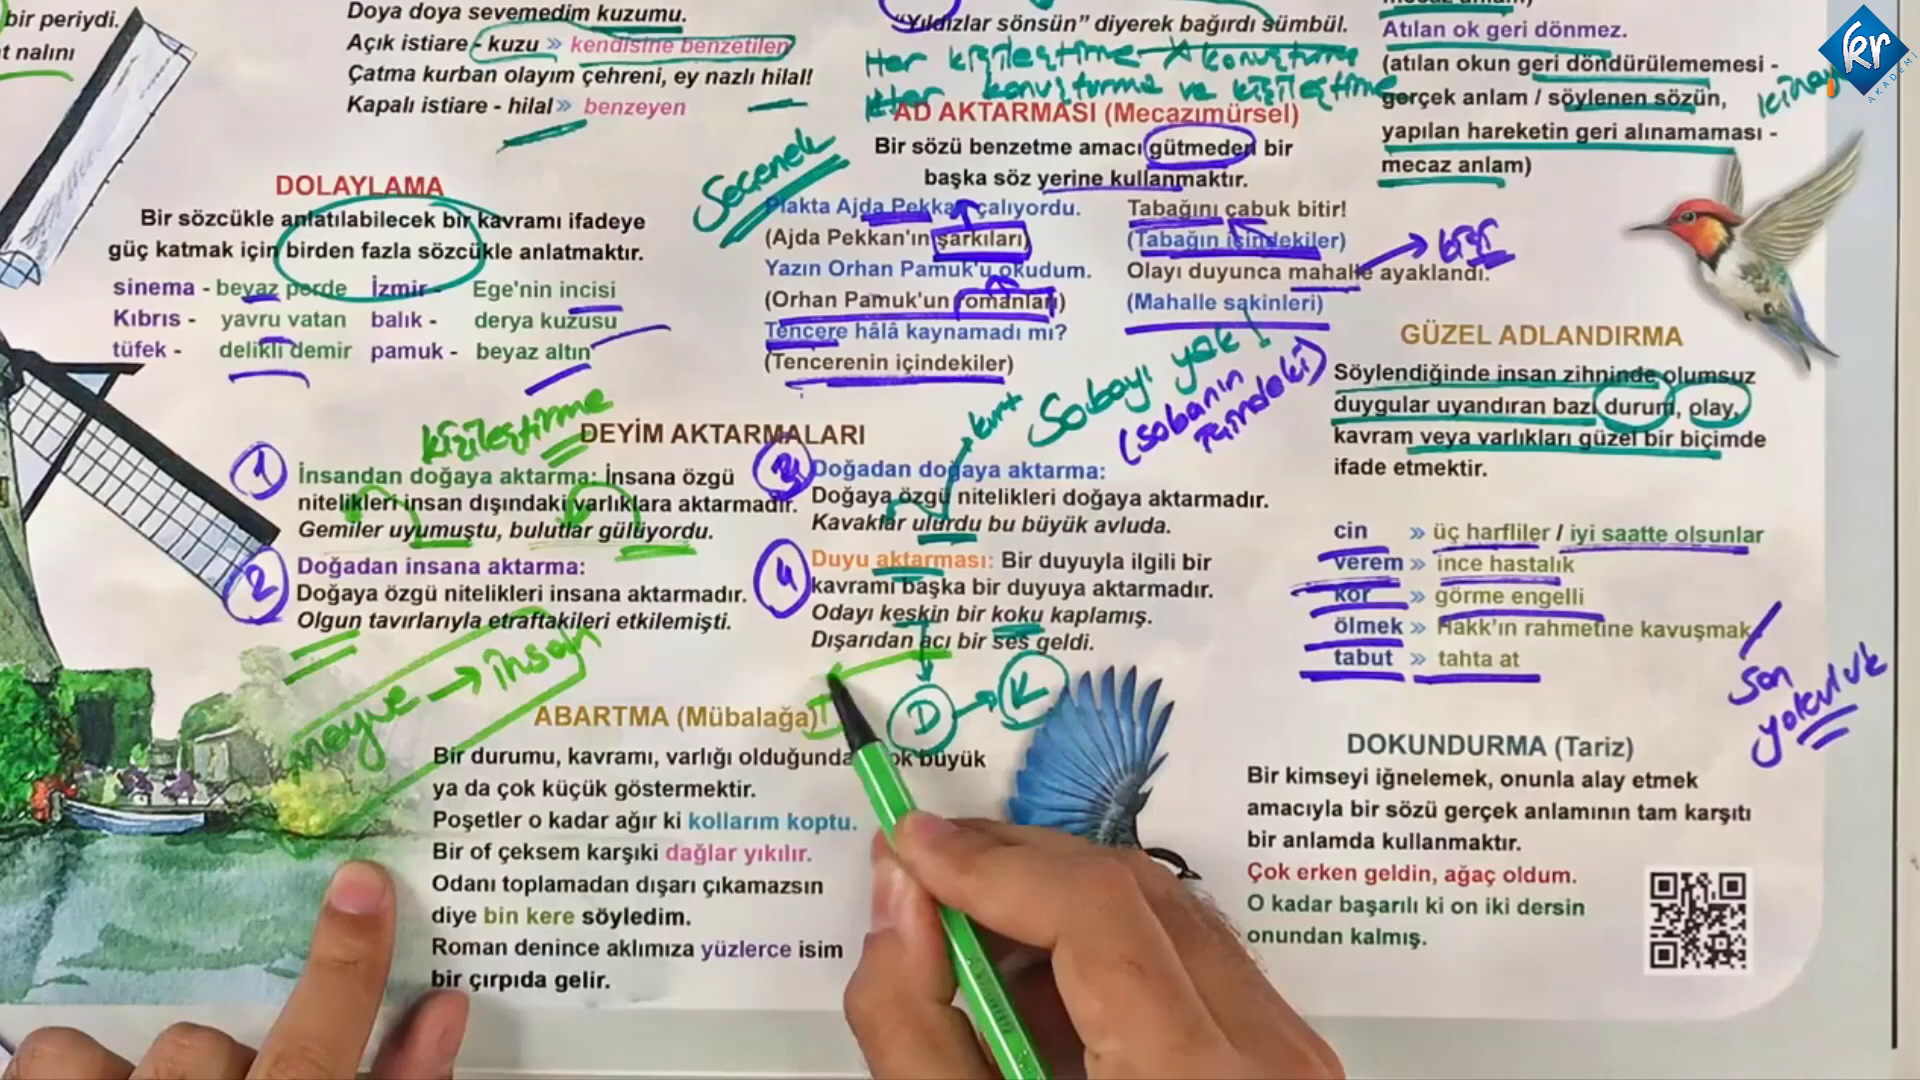 bir periydi.
t nalını
Doya doya sevemedim kuzumu.
Açık istiare - kuzu » kendisine benzetilen
Çatma kurban olayım çehreni, ey nazlı hilal!
Kapalı istiare - hilal » benzeyen
DOLAYLAMA
Bir sözcükle anlatılabilecek bir kavramı ifadeye
güç katmak için birden fazla sözcükle anlatmaktır.
sinema - beyaz perde İzmir - Ege'nin incisi
Kıbrıs - yavru vatan balık - derya kuzusu
tüfek - delikli demir pamuk - beyaz altın
Seçenek
"Yıldızlar sönsün" diyerek bağırdı sümbül.
Her kişileştirme konuşturma
Her konuşturma ve kişileştirme
AD AKTARMASI (Mecazımürsel)
Bir sözü benzetme amacı gütmeden bir
başka söz yerine kullanmaktır.
Plakta Ajda Pekkan çalıyordu.
(Ajda Pekkan'ın şarkıları)
Yazın Orhan Pamuk'u okudum.
(Orhan Pamuk'un romanları)
Tencere hâlâ kaynamadı mı?
(Tencerenin içindekiler)
Tabağını çabuk bitir!
(Tabağın içindekiler)
Olayı duyunca mahalle ayaklandı.
(Mahalle sakinleri)
Sobayı yak!
(sobanın içindeki)
Atılan ok geri dönmez.
(atılan okun geri döndürülememesi -
gerçek anlam / söylenen sözün,
yapılan hareketin geri alınamaması -
mecaz anlam)
kinaye
kr
AKADEMİ
GÜZEL ADLANDIRMA
Söylendiğinde insan zihninde olumsuz
duygular uyandıran bazı durum, olay,
kavram veya varlıkları güzel bir biçimde
ifade etmektir.
cin » üç harfliler / iyi saatte olsunlar
verem » ince hastalık
kör » görme engelli
ölmek » Hakk'ın rahmetine kavuşmak
tabut » tahta at
son
yolculuk
kişileştirme
DEYİM AKTARMALARI
1 İnsandan doğaya aktarma: İnsana özgü
nitelikleri insan dışındaki varlıklara aktarmadır.
Gemiler uyumuştu, bulutlar gülüyordu.
2 Doğadan insana aktarma:
Doğaya özgü nitelikleri insana aktarmadır.
Olgun tavırlarıyla etraftakileri etkilemişti.
meyve → insan
3 Doğadan doğaya aktarma:
Doğaya özgü nitelikleri doğaya aktarmadır.
Kavaklar ulurdu bu büyük avluda.
kurt
4 Duyu aktarması: Bir duyuyla ilgili bir
kavramı başka bir duyuya aktarmadır.
Odayı keskin bir koku kaplamış.
Dışarıdan acı bir ses geldi.
D → K
T
ABARTMA (Mübalağa)
Bir durumu, kavramı, varlığı olduğunda ok büyük
ya da çok küçük göstermektir.
Poşetler o kadar ağır ki kollarım koptu.
Bir of çeksem karşıki dağlar yıkılır.
Odanı toplamadan dışarı çıkamazsın
diye bin kere söyledim.
Roman denince aklımıza yüzlerce isim
bir çırpıda gelir.
DOKUNDURMA (Tariz)
Bir kimseyi iğnelemek, onunla alay etmek
amacıyla bir sözü gerçek anlamının tam karşıtı
bir anlamda kullanmaktır.
Çok erken geldin, ağaç oldum.
O kadar başarılı ki on iki dersin
onundan kalmış.